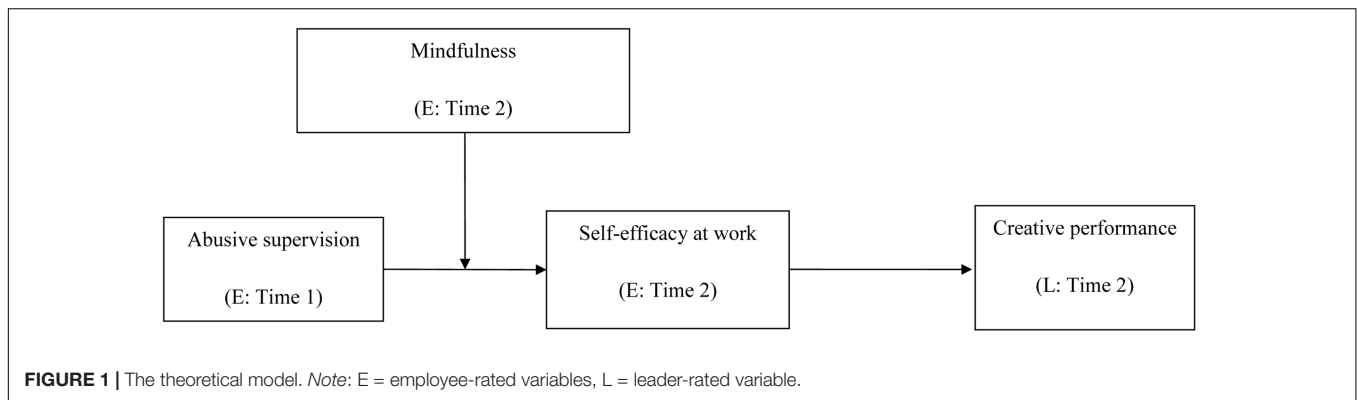 Mindfulness
(E: Time 2)
Abusive supervision
(E: Time 1)
Self-efficacy at work
(E: Time 2)
Creative performance
(L: Time 2)
FIGURE 1 | The theoretical model. Note: E = employee-rated variables, L = leader-rated variable.